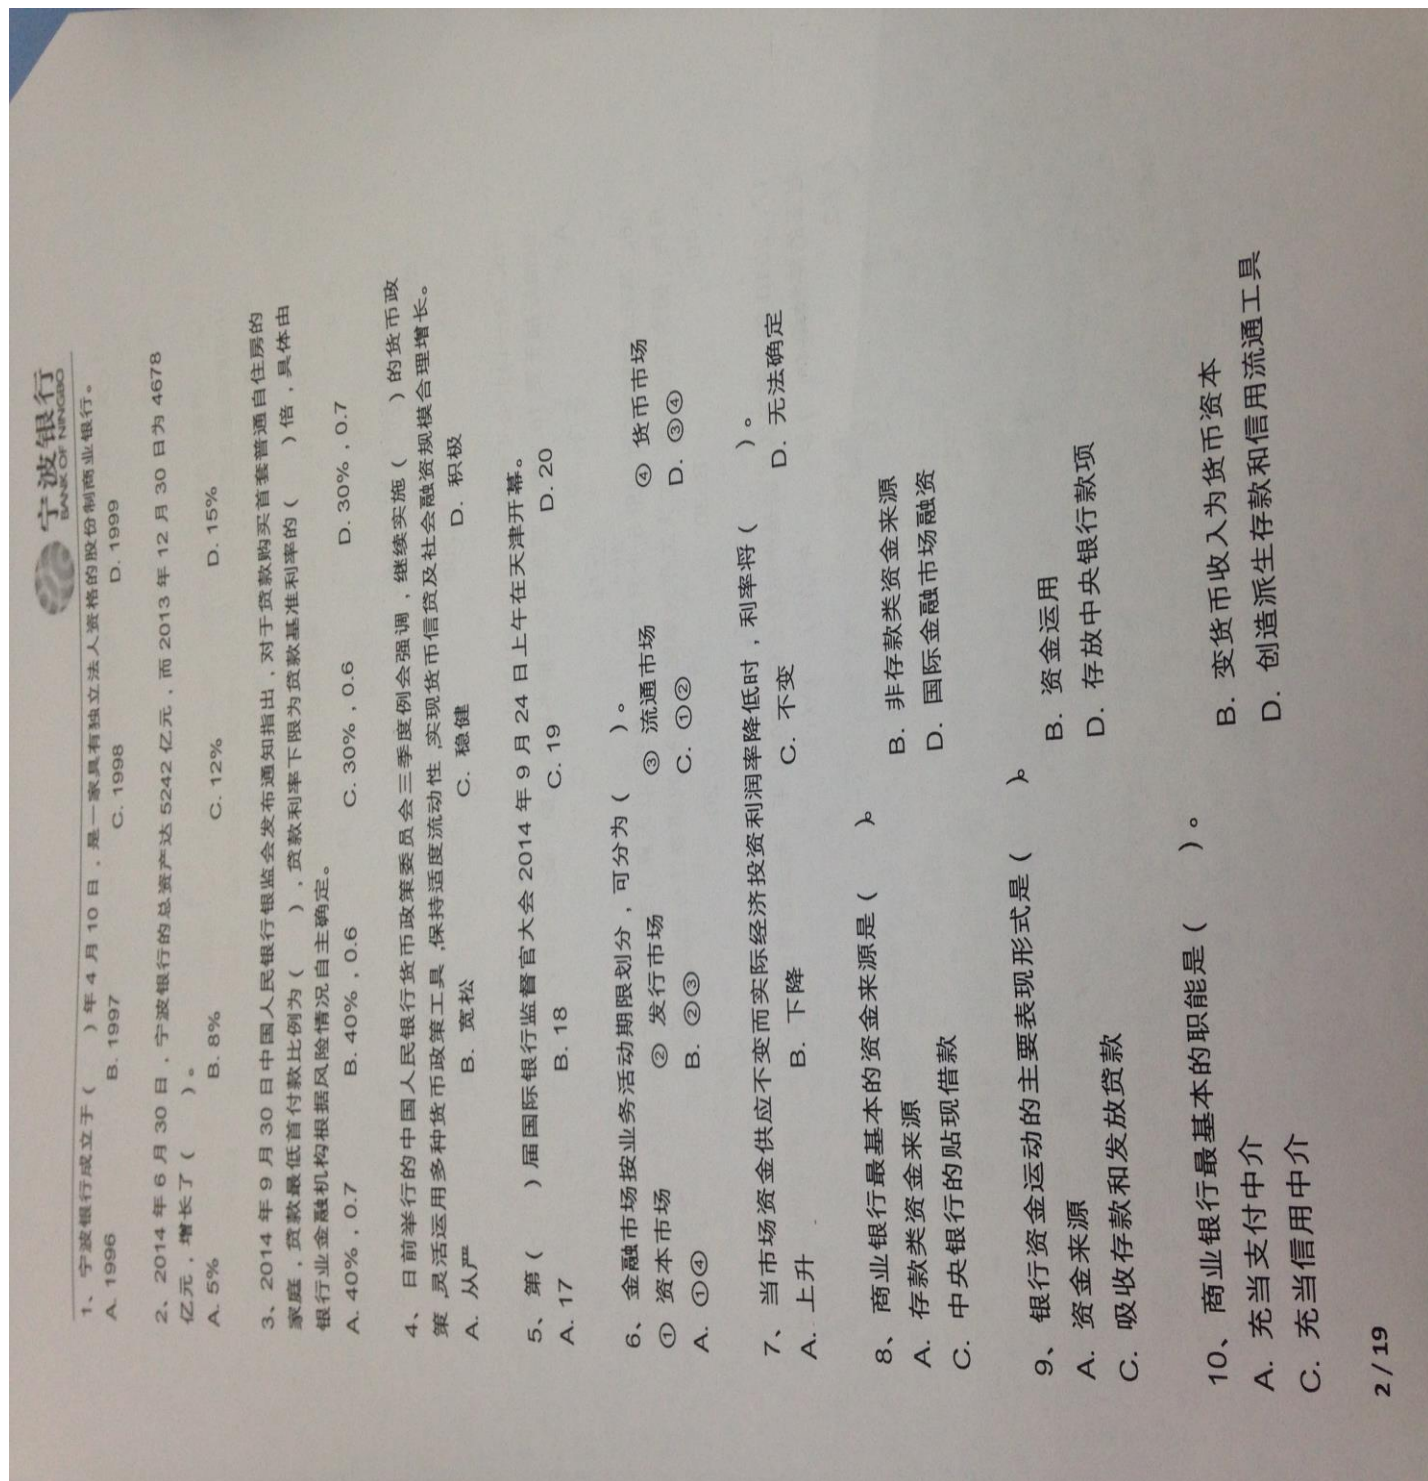 宁波银行
BANK OF NINGBO
1、宁波银行成立于(　　)年 4 月 10 日，是一家具有独立法人资格的股份制商业银行。
A. 1996　B. 1997　C. 1998　D. 1999
2、2014 年 6 月 30 日，宁波银行的总资产达 5242 亿元，而 2013 年 12 月 30 日为 4678
亿元，增长了(　　)。
A. 5%　B. 8%　C. 12%　D. 15%
3、2014 年 9 月 30 日中国人民银行银监会发布通知指出，对于贷款购买首套普通自住房的
家庭，贷款最低首付款比例为(　　)，贷款利率下限为贷款基准利率的(　　)倍，具体由
银行业金融机构根据风险情况自主确定。
A. 40%，0.7　B. 40%，0.6　C. 30%，0.6　D. 30%，0.7
4、日前举行的中国人民银行货币政策委员会三季度例会强调，继续实施(　　)的货币政
策,灵活运用多种货币政策工具,保持适度流动性,实现货币信贷及社会融资规模合理增长。
A. 从严　B. 宽松　C. 稳健　D. 积极
5、第(　　)届国际银行监督官大会 2014 年 9 月 24 日上午在天津开幕。
A. 17　B. 18　C. 19　D. 20
6、金融市场按业务活动期限划分，可分为(　　)。
① 资本市场　② 发行市场　③ 流通市场　④ 货币市场
A. ①④　B. ②③　C. ①②　D. ③④
7、当市场资金供应不变而实际经济投资利润率降低时，利率将(　　)。
A. 上升　B. 下降　C. 不变　D. 无法确定
8、商业银行最基本的资金来源是(　　)。
A. 存款类资金来源　B. 非存款类资金来源
C. 中央银行的贴现借款　D. 国际金融市场融资
9、银行资金运动的主要表现形式是(　　)。
A. 资金来源　B. 资金运用
C. 吸收存款和发放贷款　D. 存放中央银行款项
10、商业银行最基本的职能是(　　)。
A. 充当支付中介　B. 变货币收入为货币资本
C. 充当信用中介　D. 创造派生存款和信用流通工具
2 / 19